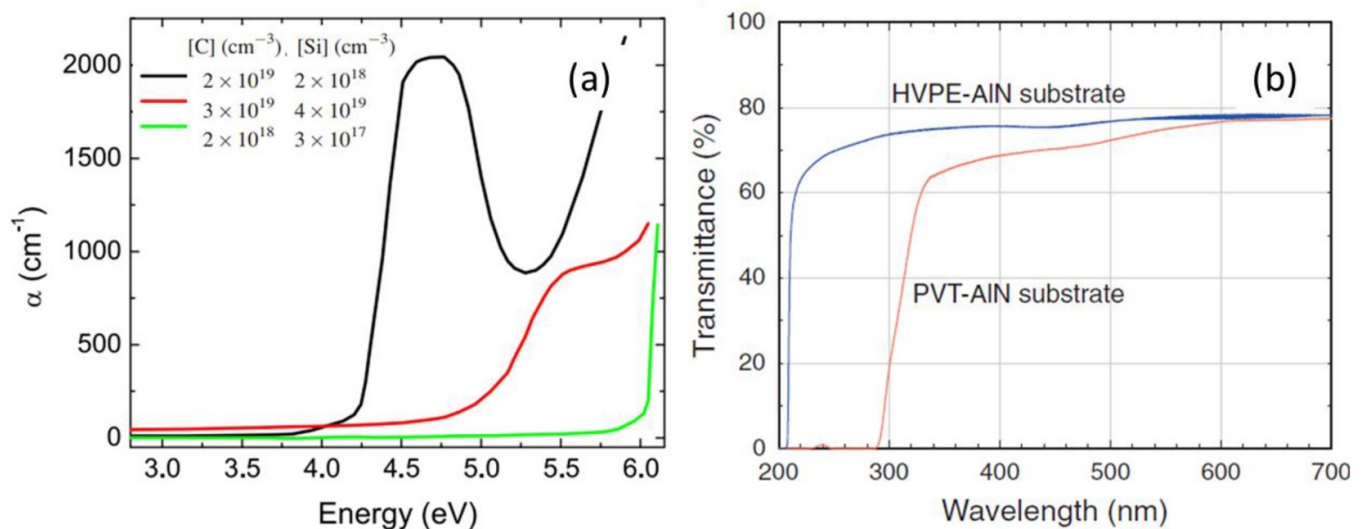 [C] (cm⁻³), [Si] (cm⁻³)
2 × 10¹⁹ 2 × 10¹⁸
3 × 10¹⁹ 4 × 10¹⁹
2 × 10¹⁸ 3 × 10¹⁷
(a)
2000
1500
1000
500
0
α (cm⁻¹)
3.0 3.5 4.0 4.5 5.0 5.5 6.0
Energy (eV)
(b)
100
80
60
40
20
0
Transmittance (%)
HVPE-AlN substrate
PVT-AlN substrate
200 300 400 500 600 700
Wavelength (nm)